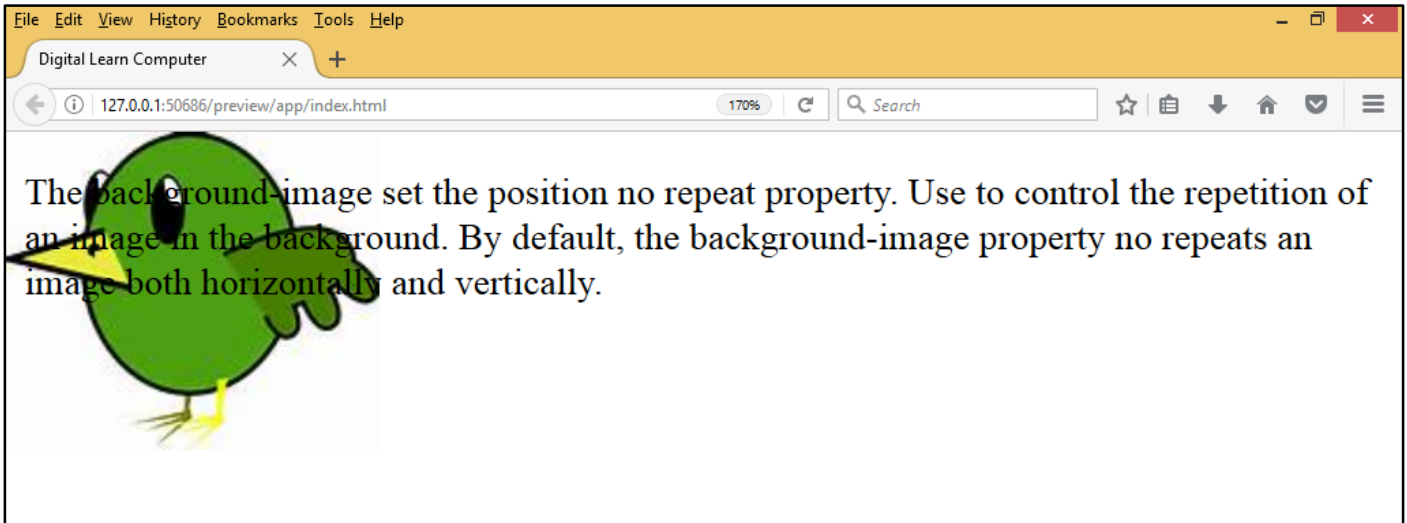 File Edit View History Bookmarks Tools Help
Digital Learn Computer
127.0.0.1:50686/preview/app/index.html 170% Search
The background-image set the position no repeat property. Use to control the repetition of
an image in the background. By default, the background-image property no repeats an
image both horizontally and vertically.